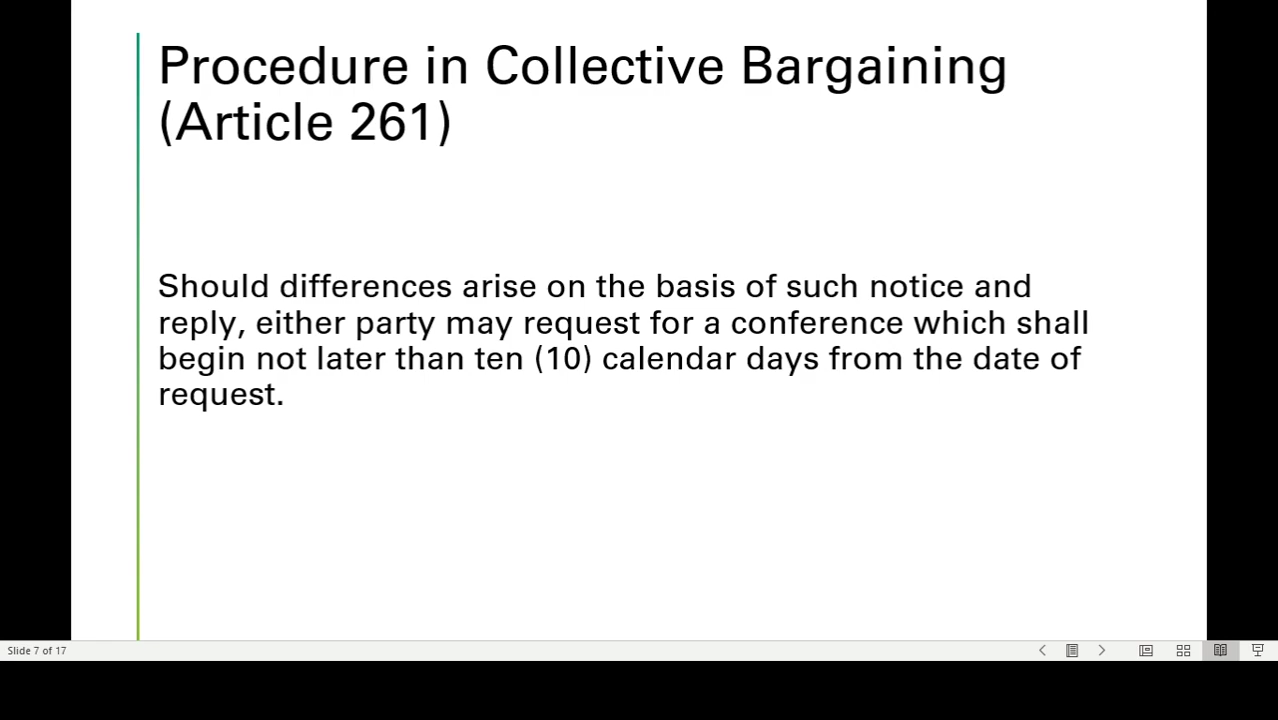 Procedure in Collective Bargaining
(Article 261)
Should differences arise on the basis of such notice and
reply, either party may request for a conference which shall
begin not later than ten (10) calendar days from the date of
request.
Slide 7 of 17